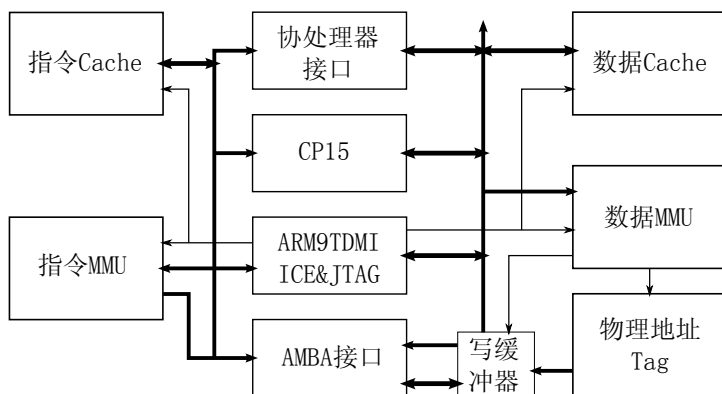 指令Cache
协处理器
接口
数据Cache
CP15
指令MMU
ARM9TDMI
ICE&JTAG
数据MMU
AMBA接口
写缓
冲器
物理地址
Tag